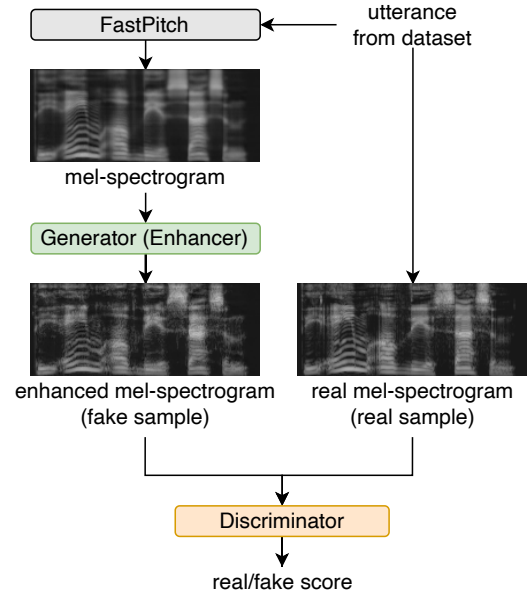 FastPitch
utterance
from dataset
mel-spectrogram
Generator (Enhancer)
enhanced mel-spectrogram
(fake sample)
real mel-spectrogram
(real sample)
Discriminator
real/fake score